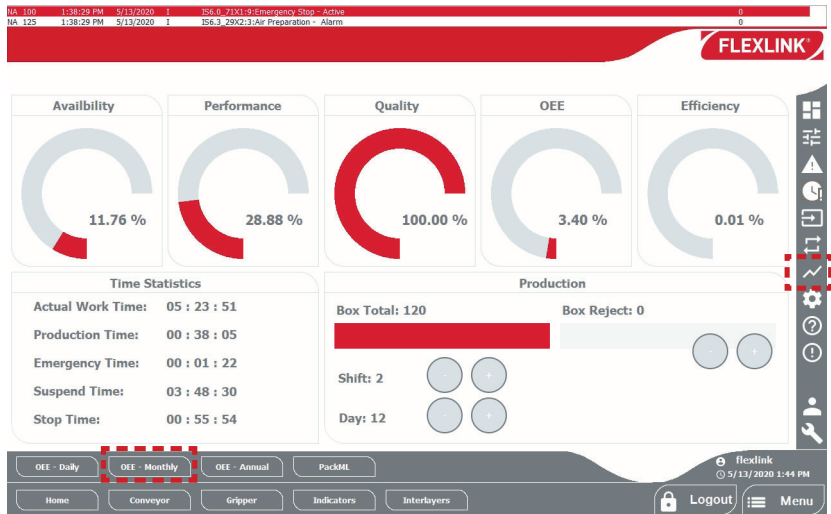 NA 100 1:38:29 PM 5/13/2020 I IS6.0_71X1:9:Emergency Stop - Active 0
NA 125 1:38:29 PM 5/13/2020 I IS6.3_29X2:3:Air Preparation - Alarm 0
FLEXLINK®
Availbility Performance Quality OEE Efficiency
11.76 % 28.88 % 100.00 % 3.40 % 0.01 %
Time Statistics
Actual Work Time: 05 : 23 : 51
Production Time: 00 : 38 : 05
Emergency Time: 00 : 01 : 22
Suspend Time: 03 : 48 : 30
Stop Time: 00 : 55 : 54
Production
Box Total: 120 Box Reject: 0
- +
Shift: 2 - +
Day: 12 - +
OEE - Daily OEE - Monthly OEE - Annual PackML
flexlink
5/13/2020 1:44 PM
Home Conveyor Gripper Indicators Interlayers Logout Menu